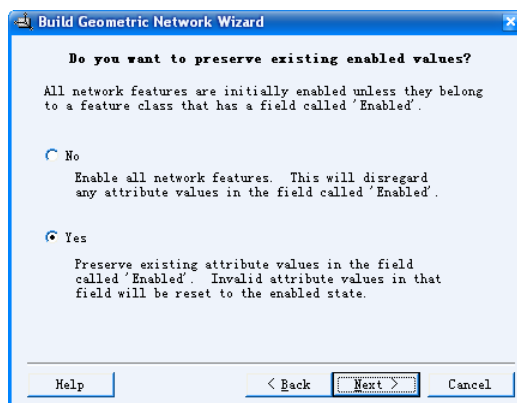 Build Geometric Network Wizard
Do you want to preserve existing enabled values?
All network features are initially enabled unless they belong
to a feature class that has a field called 'Enabled'.
No
Enable all network features. This will disregard
any attribute values in the field called 'Enabled'.
Yes
Preserve existing attribute values in the field
called 'Enabled'. Invalid attribute values in that
field will be reset to the enabled state.
Help < Back Next > Cancel